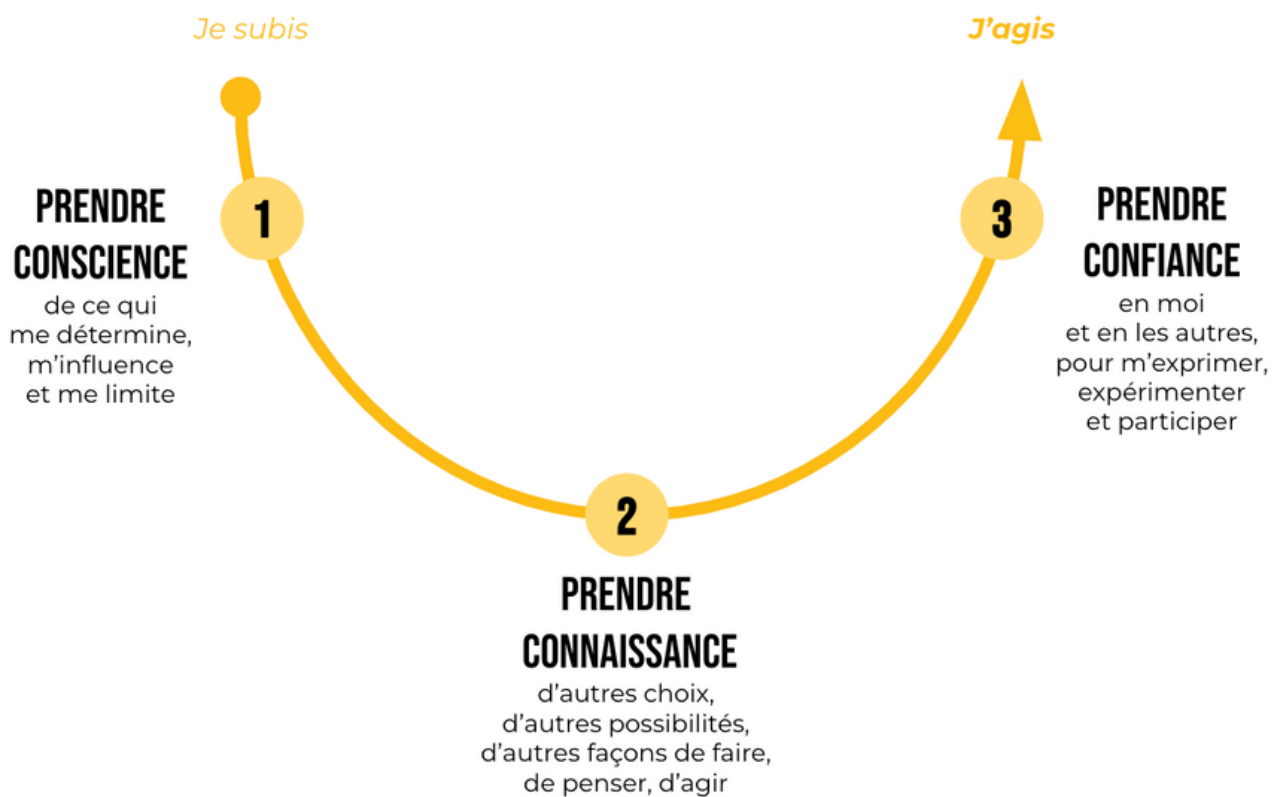 Je subis
J'agis
1
PRENDRE
CONSCIENCE
de ce qui
me détermine,
m'influence
et me limite
2
PRENDRE
CONNAISSANCE
d'autres choix,
d'autres possibilités,
d'autres façons de faire,
de penser, d'agir
3
PRENDRE
CONFIANCE
en moi
et en les autres,
pour m'exprimer,
expérimenter
et participer